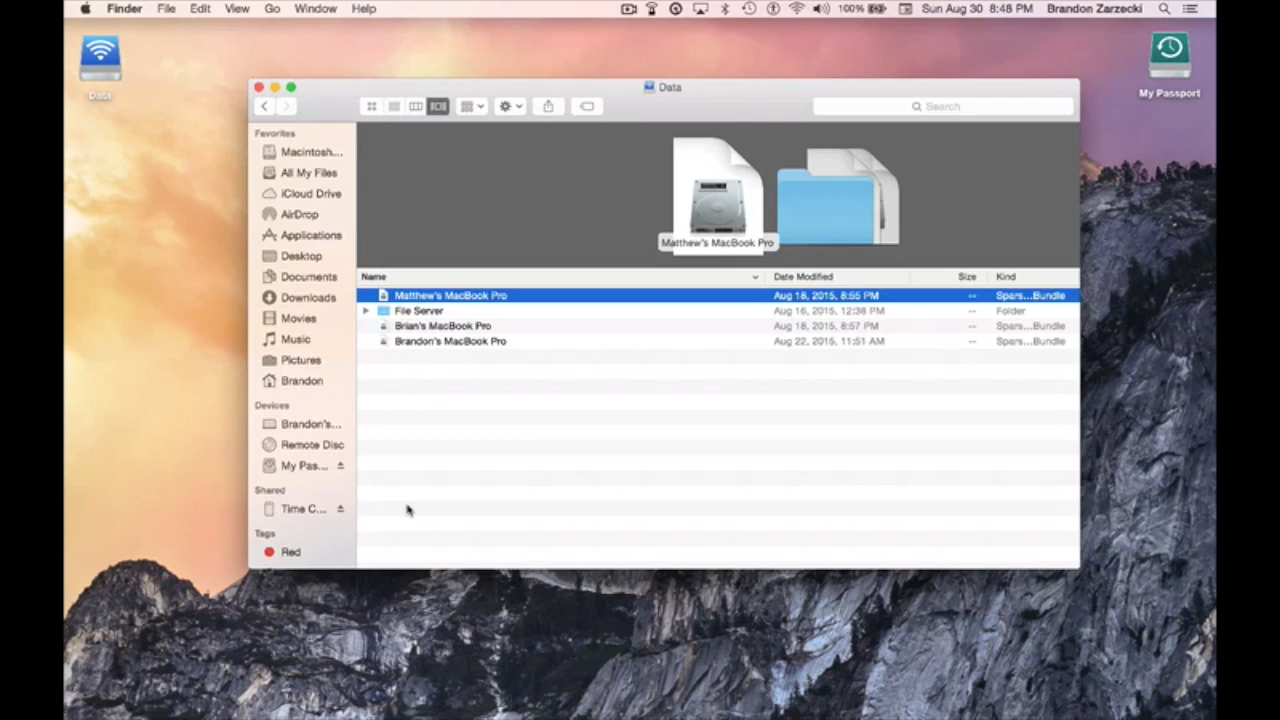 Finder File Edit View Go Window Help 100% Sun Aug 30 8:48 PM Brandon Zarzecki
Data
My Passport
Data
Search
Favorites
Macintosh...
All My Files
iCloud Drive
AirDrop
Applications
Desktop
Documents
Downloads
Movies
Music
Pictures
Brandon
Devices
Brandon's...
Remote Disc
My Pas...
Shared
Time C...
Tags
Red
Matthew's MacBook Pro
Name Date Modified Size Kind
Matthew's MacBook Pro Aug 18, 2015, 8:55 PM -- Spars...Bundle
File Server Aug 16, 2015, 12:38 PM -- Folder
Brian's MacBook Pro Aug 18, 2015, 8:57 PM -- Spars...Bundle
Brandon's MacBook Pro Aug 22, 2015, 11:51 AM -- Spars...Bundle